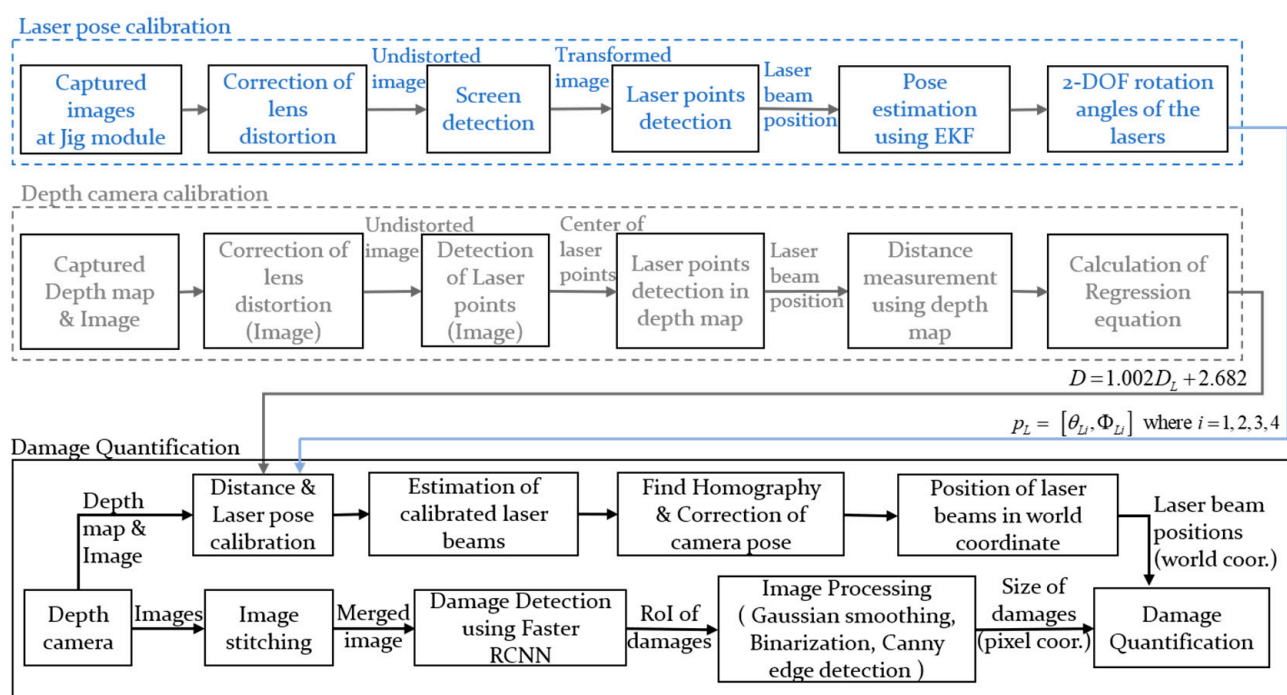 Laser pose calibration
Captured
images
at Jig module
Correction of
lens
distortion
Undistorted
image
Screen
detection
Transformed
image
Laser points
detection
Laser
beam
position
Pose
estimation
using EKF
2-DOF rotation
angles of the
lasers
Depth camera calibration
Captured
Depth map
& Image
Correction of
lens
distortion
(Image)
Undistorted
image
Detection
of Laser
points
(Image)
Center of
laser
points
Laser points
detection in
depth map
Laser
beam
position
Distance
measurement
using depth
map
Calculation of
Regression
equation
D = 1.002D_L + 2.682
p_L = [θ_Li, Φ_Li] where i = 1, 2, 3, 4
Damage Quantification
Depth
map &
Image
Distance &
Laser pose
calibration
Estimation of
calibrated laser
beams
Find Homography
& Correction of
camera pose
Position of laser
beams in world
coordinate
Laser beam
positions
(world coor.)
Depth
camera
Images
Image
stitching
Merged
image
Damage Detection
using Faster
RCNN
RoI of
damages
Image Processing
( Gaussian smoothing,
Binarization, Canny
edge detection )
Size of
damages
(pixel coor.)
Damage
Quantification